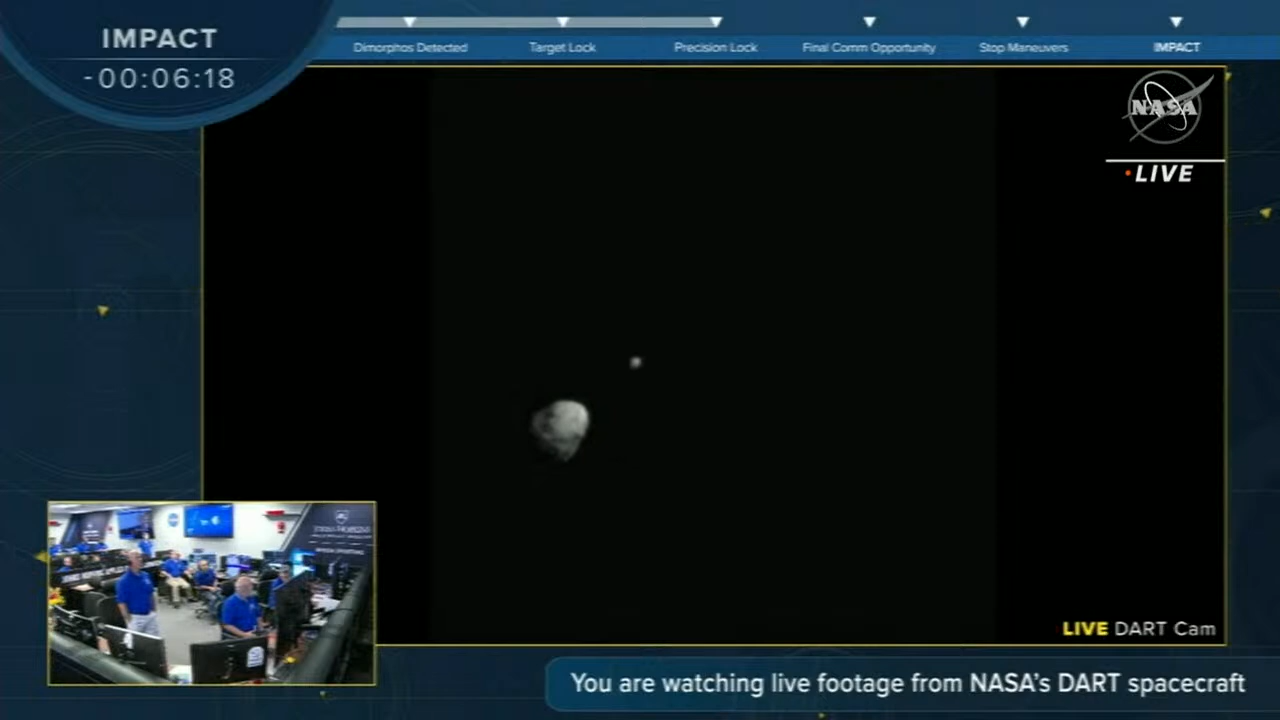 IMPACT
-00:06:18
Dimorphos Detected
Target Lock
Precision Lock
Final Comm Opportunity
Stop Maneuvers
IMPACT
NASA
LIVE
LIVE DART Cam
You are watching live footage from NASA's DART spacecraft